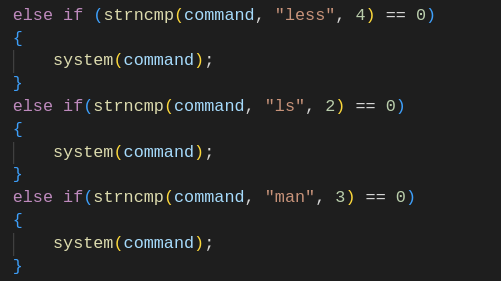 else if (strncmp(command, "less", 4) == 0)
{
    system(command);
}
else if(strncmp(command, "ls", 2) == 0)
{
    system(command);
}
else if(strncmp(command, "man", 3) == 0)
{
    system(command);
}